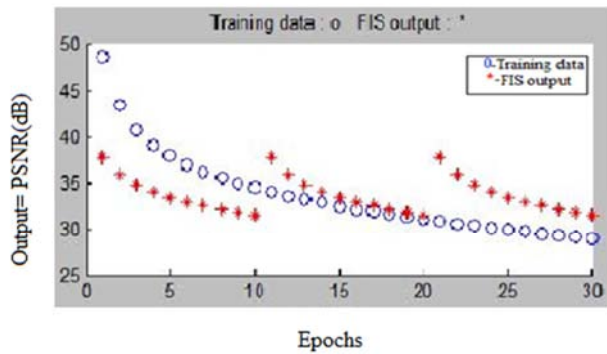 Training data : o FIS output : *
50
45
40
35
30
25
0 5 10 15 20 25 30
o-Training data
*-FIS output
Output= PSNR(dB)
Epochs